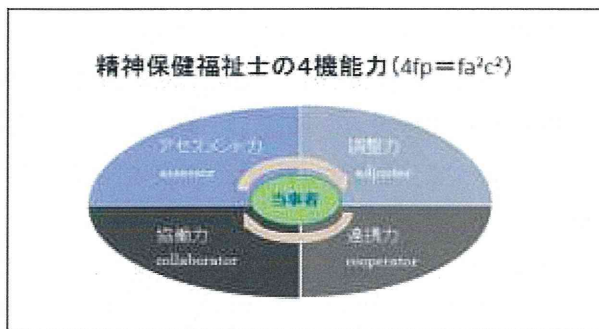 精神保健福祉士の4機能力(4fp=fa²c²)
アセスメント力
assessor
調整力
adjuster
当事者
協働力
collaborator
連携力
cooperator